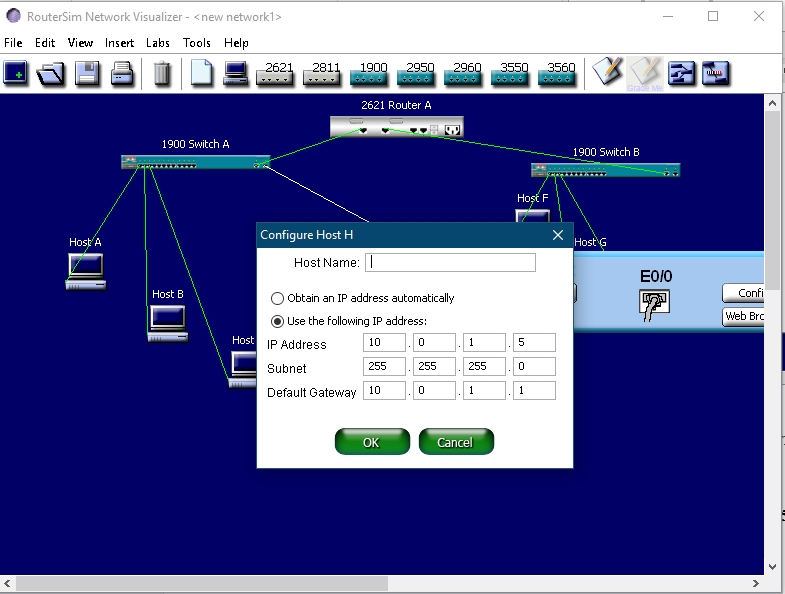 RouterSim Network Visualizer - <new network1>
File Edit View Insert Labs Tools Help
2621 2811 1900 2950 2960 3550 3560
Grade Me
2621 Router A
1900 Switch A
1900 Switch B
Host F
Host A
Host G
Host B
Host
Configure Host H
Host Name:
Obtain an IP address automatically
Use the following IP address:
IP Address 10 . 0 . 1 . 5
Subnet 255 . 255 . 255 . 0
Default Gateway 10 . 0 . 1 . 1
OK Cancel
E0/0
Confi
Web Bro